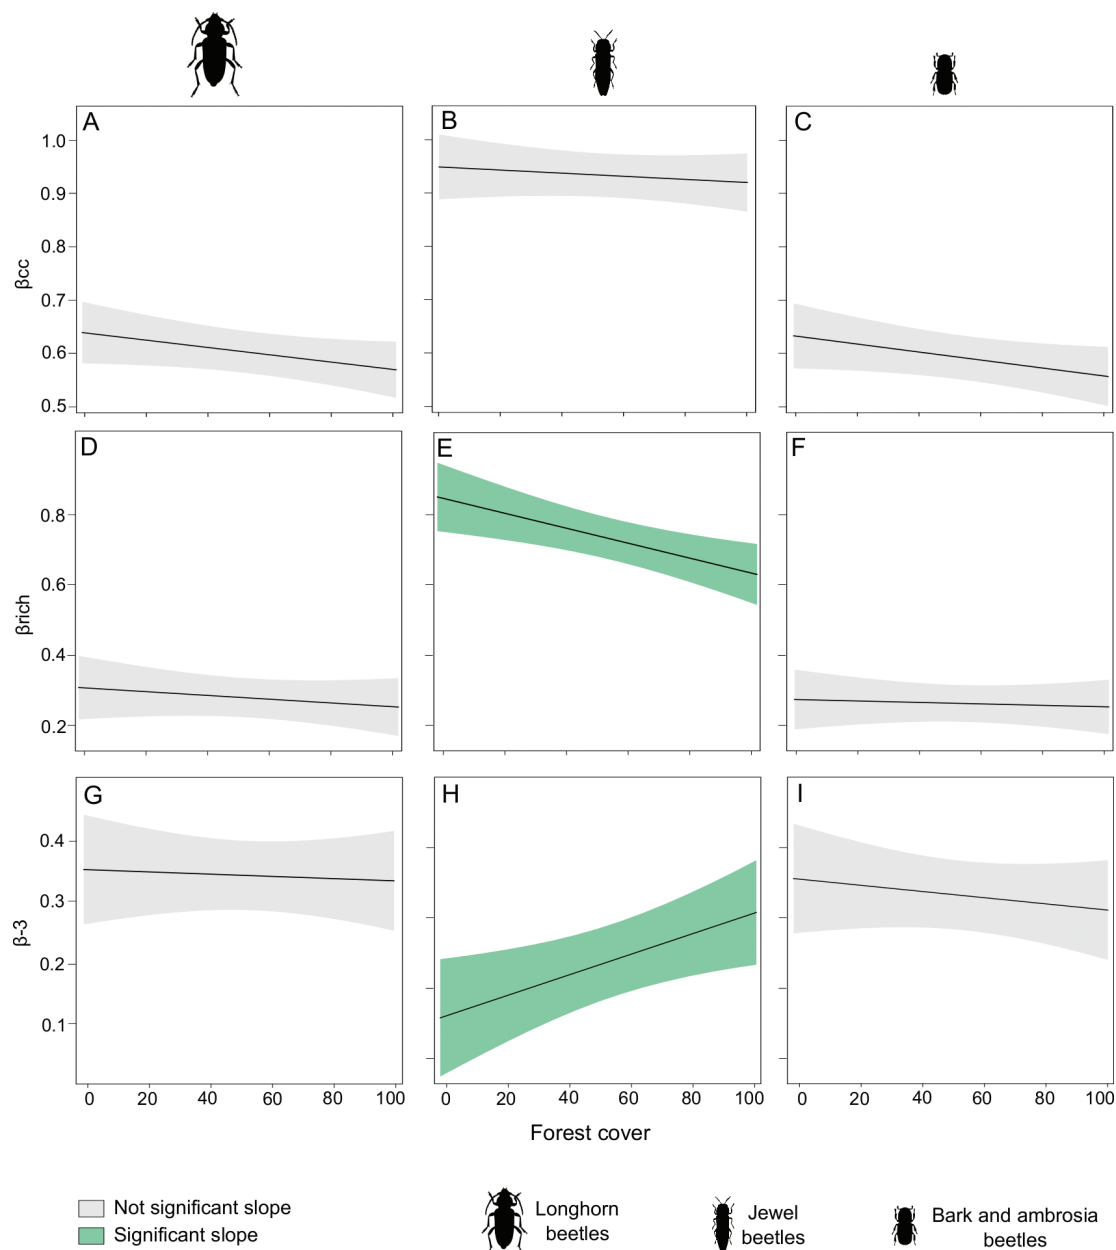 A
B
C
1.0
0.9
0.8
0.7
0.6
0.5
βcc
D
E
F
0.8
0.6
0.4
0.2
βrich
G
H
I
0.4
0.3
0.2
0.1
β-3
0 20 40 60 80 100
0 20 40 60 80 100
0 20 40 60 80 100
Forest cover
Not significant slope
Significant slope
Longhorn
beetles
Jewel
beetles
Bark and ambrosia
beetles